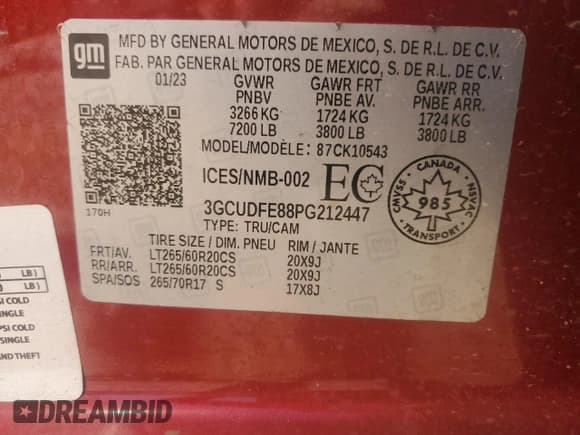 gm
MFD BY GENERAL MOTORS DE MEXICO, S. DE R.L. DE C.V.
FAB. PAR GENERAL MOTORS DE MEXICO, S. DE R.L. DE C.V.
01/23 GVWR GAWR FRT GAWR RR
PNBV PNBE AV. PNBE ARR.
3266 KG 1724 KG 1724 KG
7200 LB 3800 LB 3800 LB
MODEL/MODÈLE: 87CK10543
ICES/NMB-002 EC
CANADA CMVSS NSVAC 985 TRANSPORT
170H
3GCUDFE88PG212447
TYPE: TRU/CAM
TIRE SIZE / DIM. PNEU RIM / JANTE
FRT/AV. LT265/60R20CS 20X9J
RR/ARR. LT265/60R20CS 20X9J
SPA/SOS 265/70R17 S 17X8J
LB)
LB)
SI COLD
SINGLE
PSI COLD
SINGLE
AND THEFT
DREAMBID